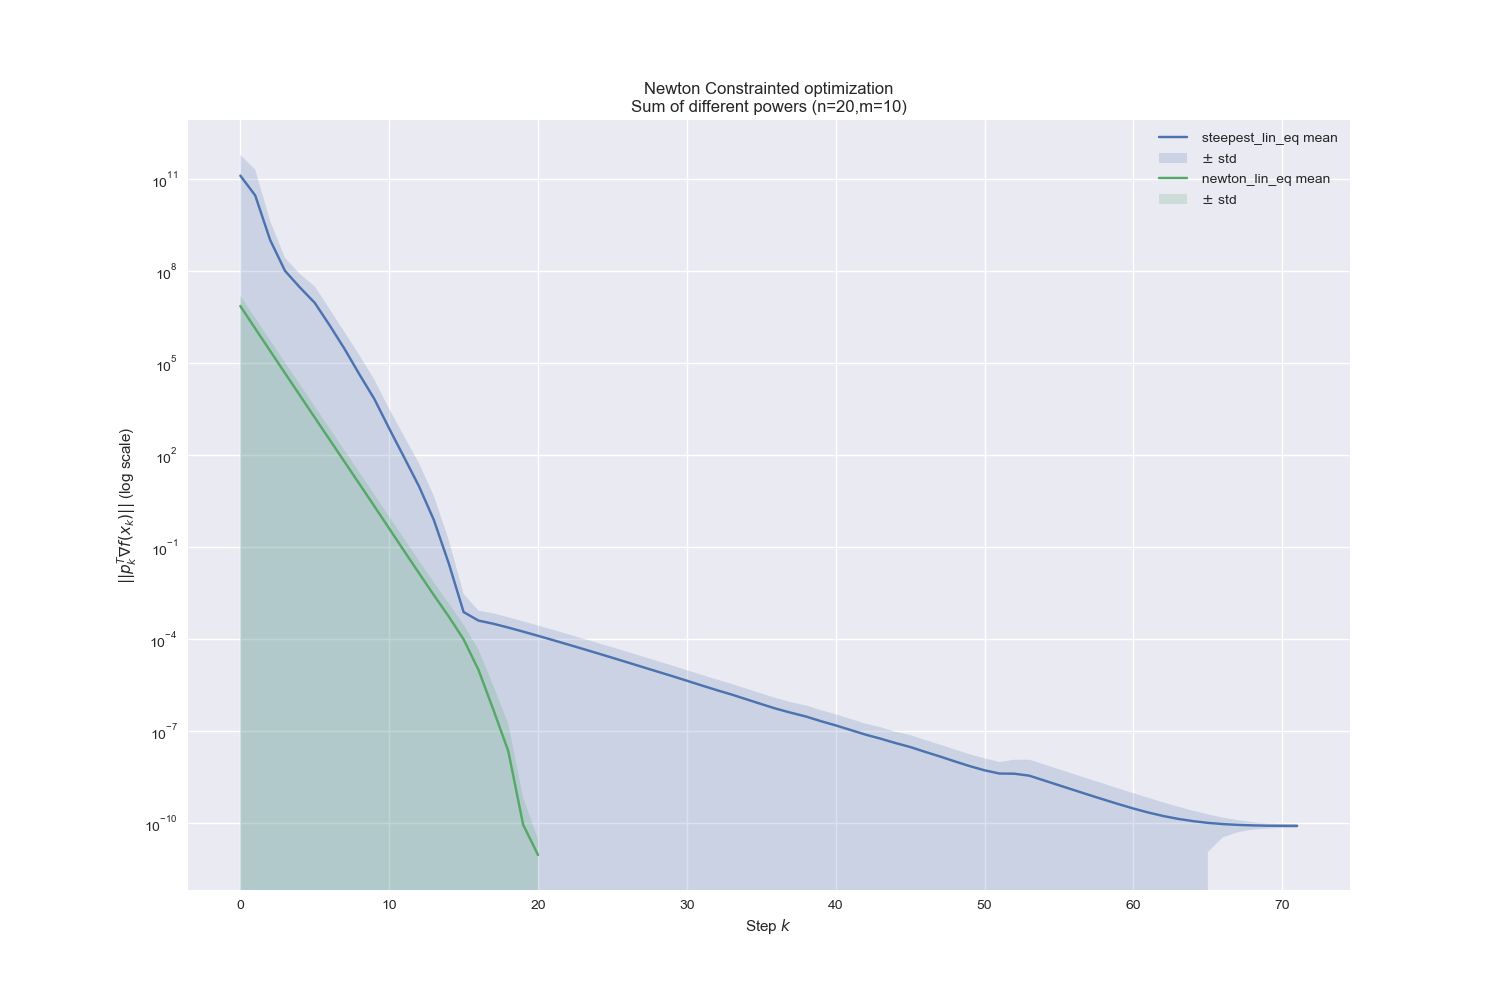 Newton Constrainted optimization
Sum of different powers (n=20,m=10)
steepest_lin_eq mean
± std
newton_lin_eq mean
± std
10^11
10^8
10^5
10^2
10^−1
10^−4
10^−7
10^−10
||p_k^T∇f(x_k)|| (log scale)
0 10 20 30 40 50 60 70
Step k